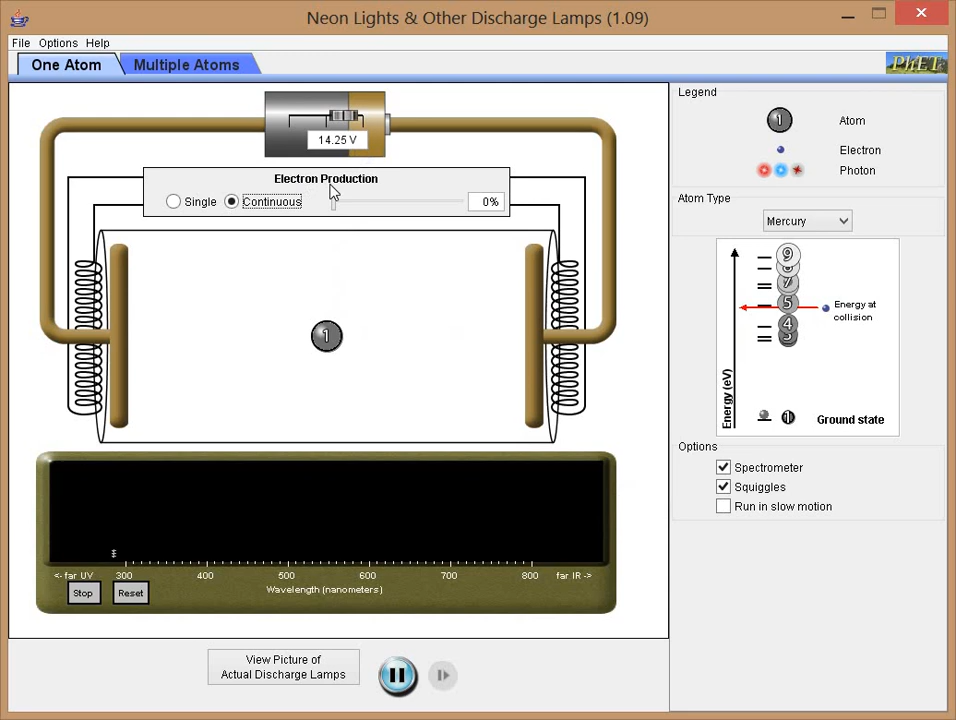 Neon Lights & Other Discharge Lamps (1.09)
File Options Help
One Atom
Multiple Atoms
PhET
14.25 V
Electron Production
Single
Continuous
0%
1
<- far UV 300 400 500 600 700 800 far IR ->
Wavelength (nanometers)
Stop
Reset
View Picture of
Actual Discharge Lamps
Legend
1 Atom
Electron
Photon
Atom Type
Mercury
Energy (eV)
9
8
7
5
4
3
1
Energy at
collision
Ground state
Options
Spectrometer
Squiggles
Run in slow motion